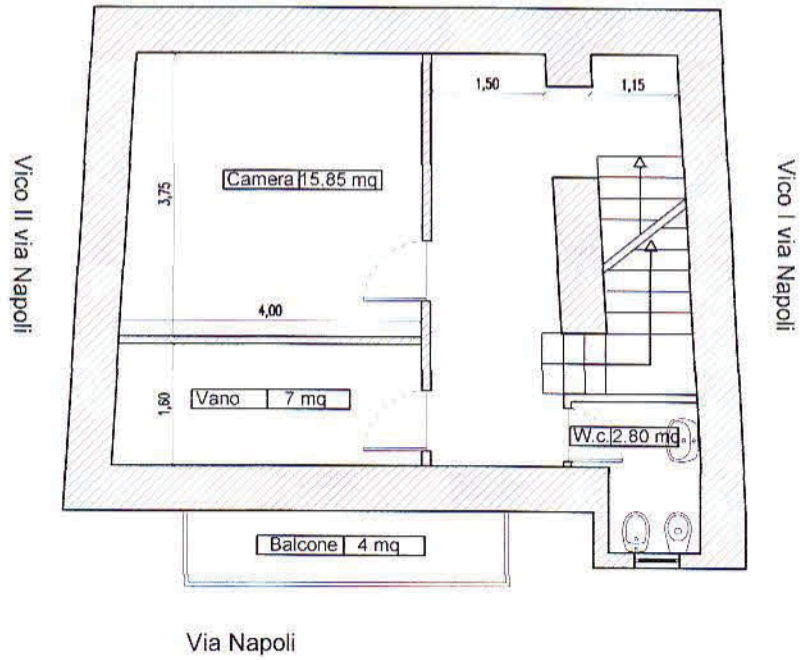 1,50
1,15
Camera 15.85 mq
3,75
4,00
Vano 7 mq
1,60
W.c. 2.80 mq
Balcone 4 mq
Vico II via Napoli
Vico I via Napoli
Via Napoli